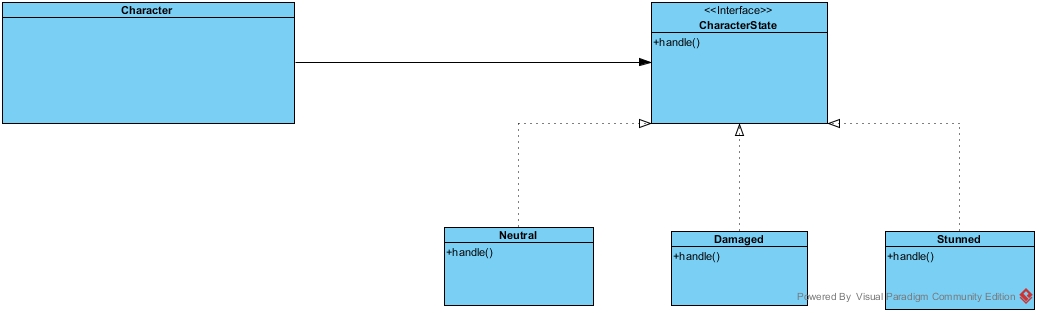 Character
<<Interface>>
CharacterState
+handle()
Neutral
+handle()
Damaged
+handle()
Stunned
+handle()
Powered By Visual Paradigm Community Edition